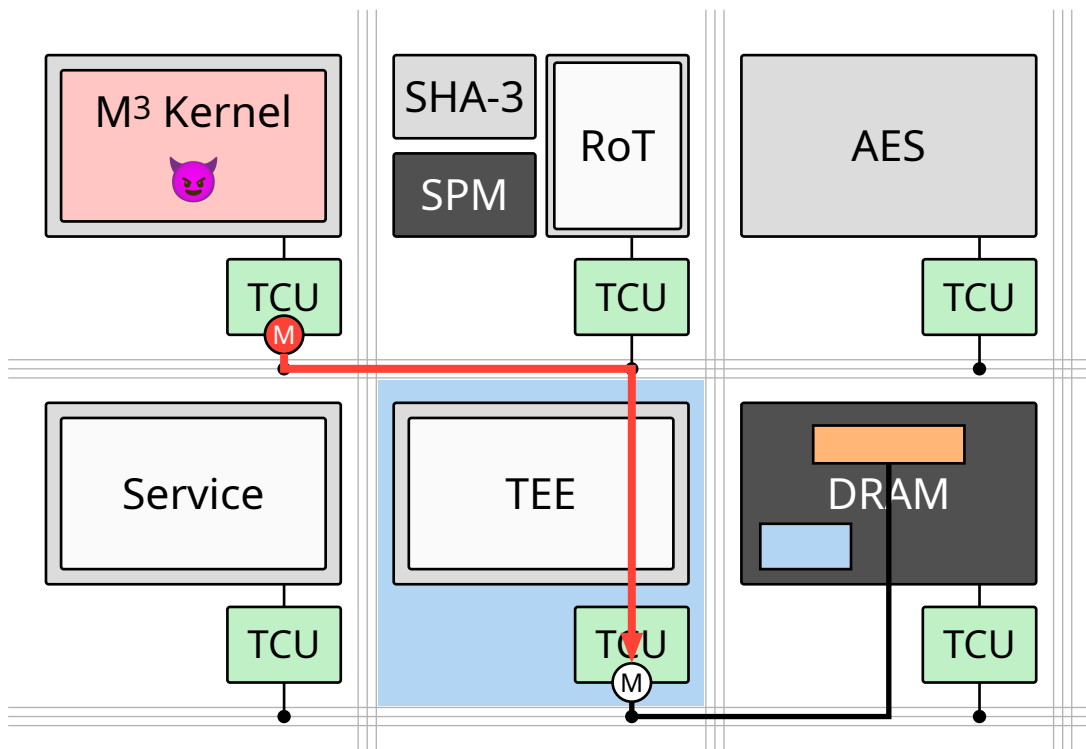 M³ Kernel
SHA-3
SPM
RoT
AES
TCU
M
TCU
TCU
Service
TEE
DRAM
TCU
TCU
M
TCU